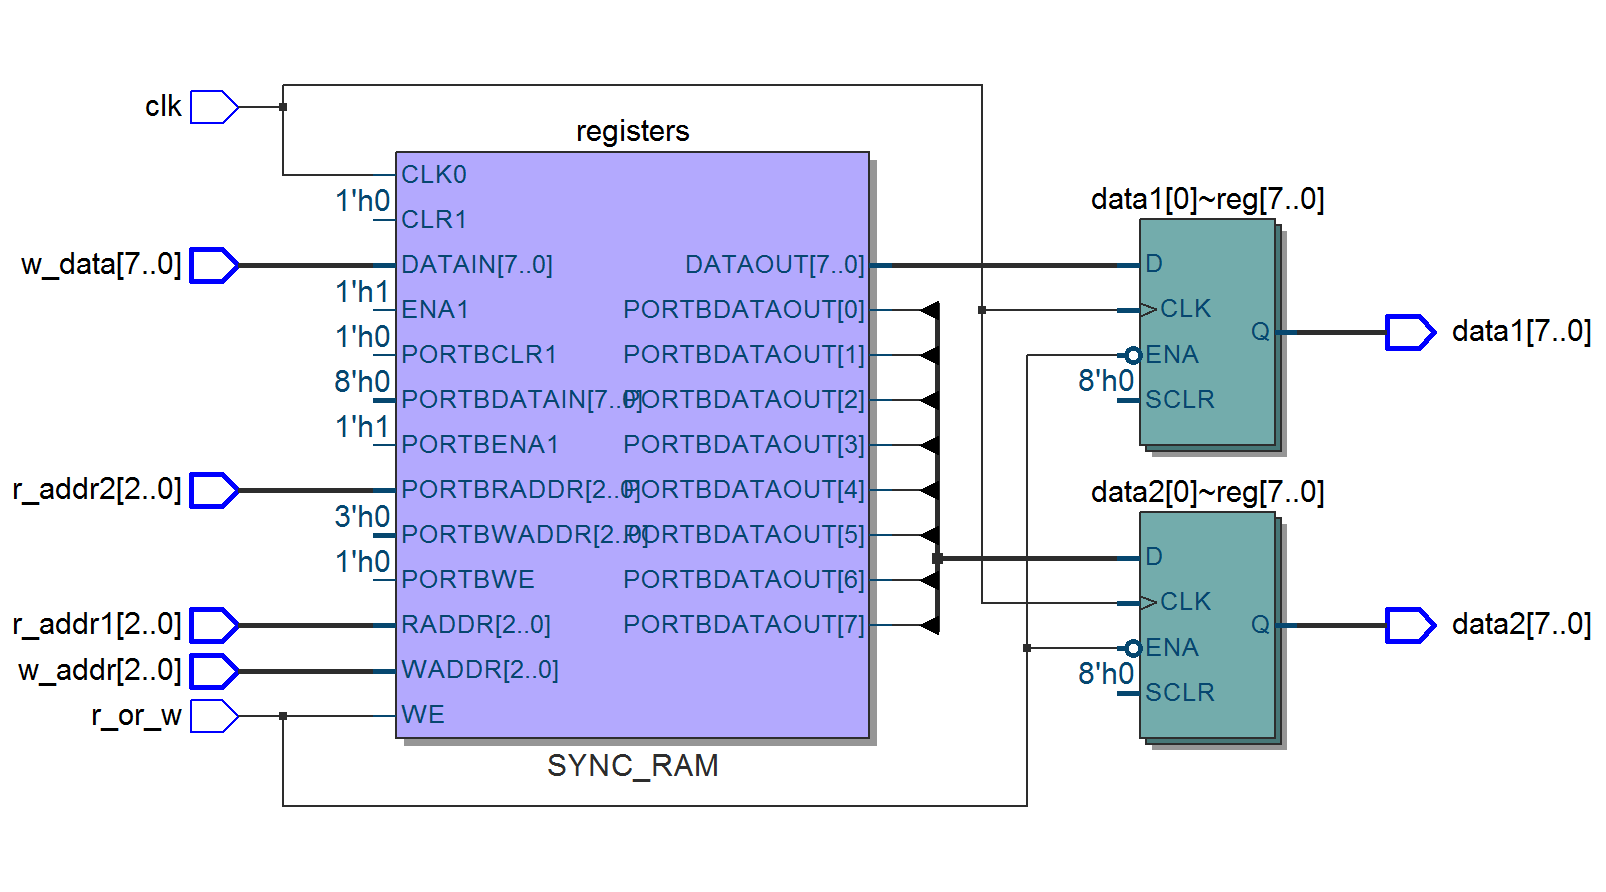 clk
registers
CLK0
1'h0
CLR1
data1[0]~reg[7..0]
w_data[7..0]
DATAIN[7..0]
DATAOUT[7..0]
D
1'h1
ENA1
PORTBDATAOUT[0]
CLK
1'h0
PORTBCLR1
PORTBDATAOUT[1]
ENA
Q
data1[7..0]
8'h0
PORTBDATAIN[7..0]
PORTBDATAOUT[2]
8'h0
SCLR
1'h1
PORTBENA1
PORTBDATAOUT[3]
r_addr2[2..0]
PORTBRADDR[2..0]
PORTBDATAOUT[4]
data2[0]~reg[7..0]
3'h0
PORTBWADDR[2..0]
PORTBDATAOUT[5]
D
1'h0
PORTBWE
PORTBDATAOUT[6]
CLK
r_addr1[2..0]
RADDR[2..0]
PORTBDATAOUT[7]
Q
data2[7..0]
w_addr[2..0]
WADDR[2..0]
ENA
8'h0
SCLR
r_or_w
WE
SYNC_RAM